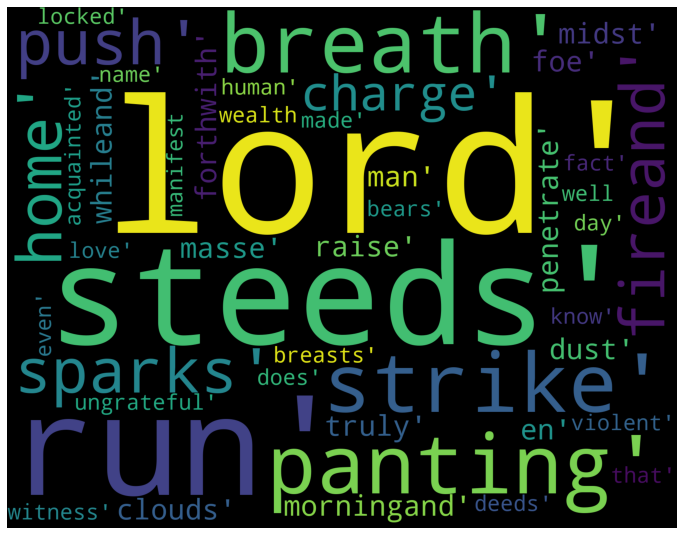 locked'
push'
breath'
midst'
foe'
name'
human'
charge'
wealth
made'
home'
acquainted'
whileand'
manifest
forthwith'
lord'
man'
bears'
penetrate'
fact'
well
day'
fireand'
love'
masse'
raise'
steeds'
know'
even'
sparks'
breasts'
does'
strike'
dust'
ungrateful'
run'
truly'
en'
violent'
panting'
that'
witness'
clouds'
morningand'
deeds'